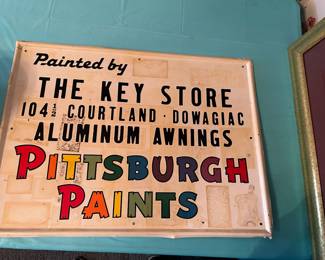 Painted by
THE KEY STORE
104½ COURTLAND · DOWAGIAC
ALUMINUM AWNINGS
PITTSBURGH
PAINTS